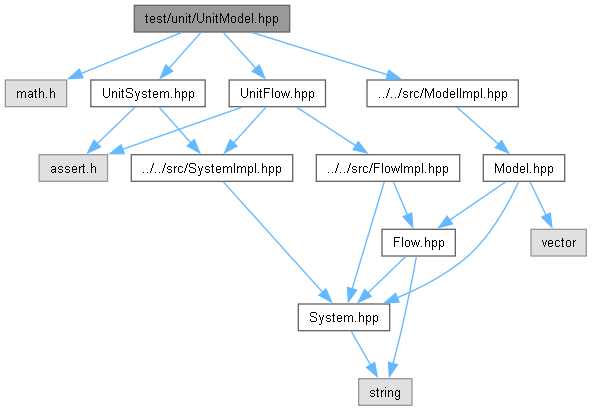 test/unit/UnitModel.hpp
math.h
UnitSystem.hpp
UnitFlow.hpp
../../src/ModelImpl.hpp
assert.h
../../src/SystemImpl.hpp
../../src/FlowImpl.hpp
Model.hpp
Flow.hpp
vector
System.hpp
string